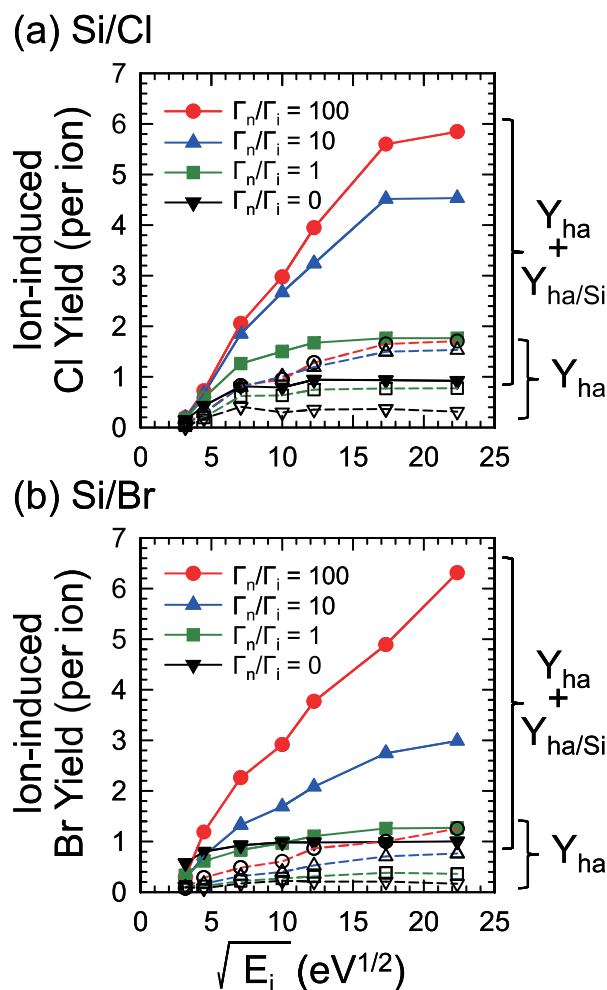 (a) Si/Cl
Ion-induced
Cl Yield (per ion)
7
6
5
4
3
2
1
0
Γn/Γi = 100
Γn/Γi = 10
Γn/Γi = 1
Γn/Γi = 0
Yha
+
Yha/Si
Yha
0 5 10 15 20 25
(b) Si/Br
Ion-induced
Br Yield (per ion)
7
6
5
4
3
2
1
0
Γn/Γi = 100
Γn/Γi = 10
Γn/Γi = 1
Γn/Γi = 0
Yha
+
Yha/Si
Yha
0 5 10 15 20 25
√Ei (eV1/2)